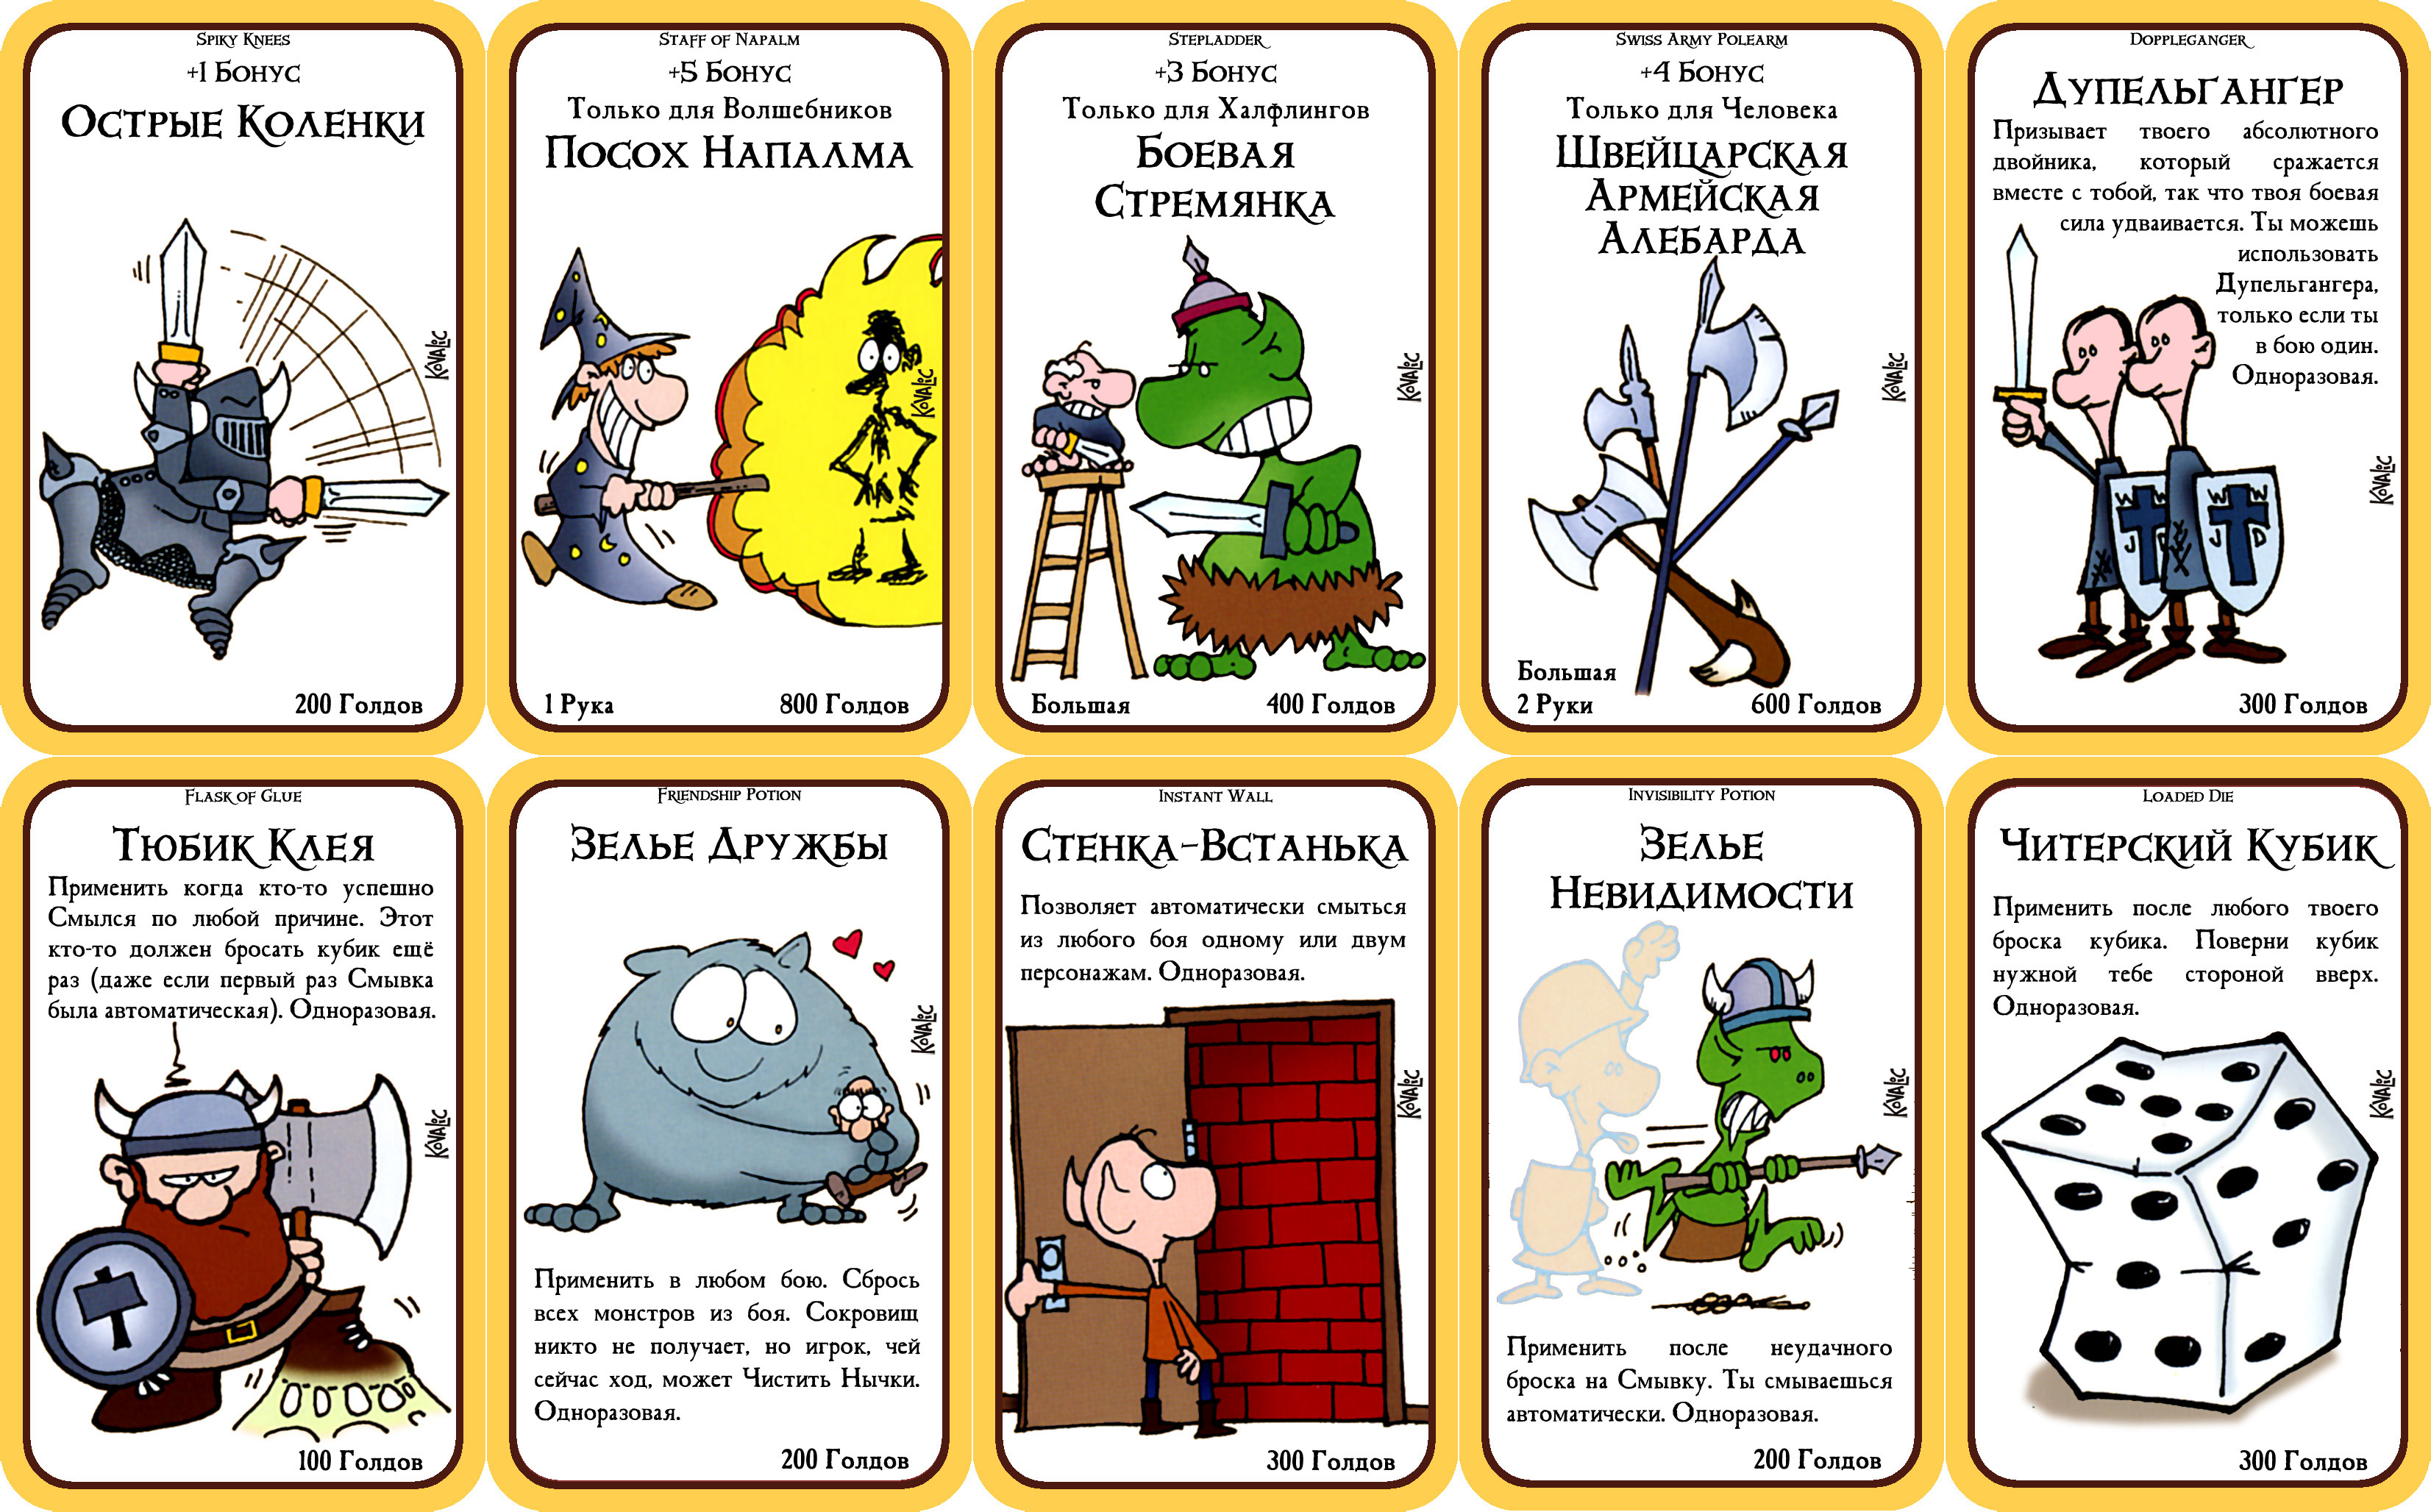 Spiky Knees
+1 Бонус
Острые Коленки
Kovalic
200 Голдов
Staff of Napalm
+5 Бонус
Только для Волшебников
Посох Напалма
Kovalic
1 Рука
800 Голдов
Stepladder
+3 Бонус
Только для Халфлингов
Боевая
Стремянка
Kovalic
Большая
400 Голдов
Swiss Army Polearm
+4 Бонус
Только для Человека
Швейцарская
Армейская
Алебарда
Kovalic
Большая
2 Руки
600 Голдов
Doppleganger
Дупельгангер
Призывает твоего абсолютного
двойника, который сражается
вместе с тобой, так что твоя боевая
сила удваивается. Ты можешь
использовать
Дупельгангера,
только если ты
в бою один.
Одноразовая.
W W
J D
W W
J D
Kovalic
300 Голдов
Flask of Glue
Тюбик Клея
Применить когда кто-то успешно
Смылся по любой причине. Этот
кто-то должен бросать кубик ещё
раз (даже если первый раз Смывка
была автоматическая). Одноразовая.
Kovalic
100 Голдов
Friendship Potion
Зелье Дружбы
Kovalic
Применить в любом бою. Сбрось
всех монстров из боя. Сокровищ
никто не получает, но игрок, чей
сейчас ход, может Чистить Нычки.
Одноразовая.
200 Голдов
Instant Wall
Стенка-Встанька
Позволяет автоматически смыться
из любого боя одному или двум
персонажам. Одноразовая.
Kovalic
300 Голдов
Invisibility Potion
Зелье
Невидимости
Kovalic
Применить после неудачного
броска на Смывку. Ты смываешься
автоматически. Одноразовая.
200 Голдов
Loaded Die
Читерский Кубик
Применить после любого твоего
броска кубика. Поверни кубик
нужной тебе стороной вверх.
Одноразовая.
Kovalic
300 Голдов